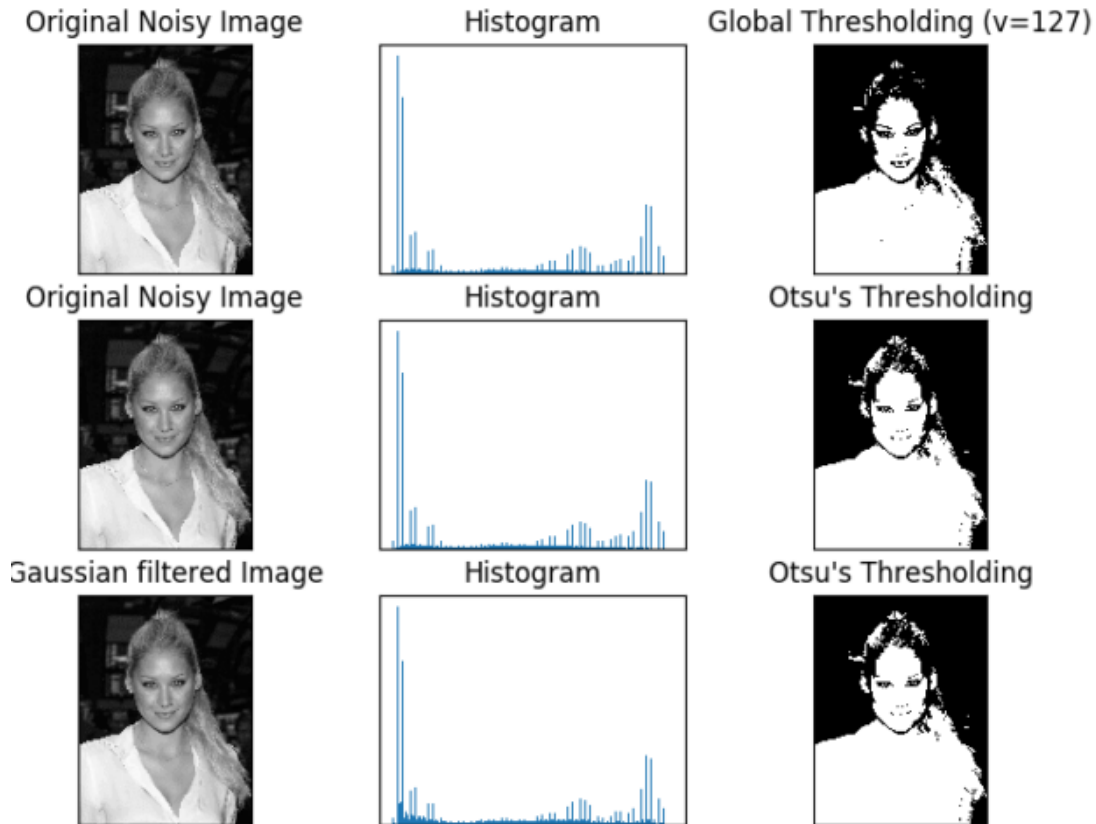 Original Noisy Image
Histogram
Global Thresholding (v=127)
Original Noisy Image
Histogram
Otsu's Thresholding
Gaussian filtered Image
Histogram
Otsu's Thresholding